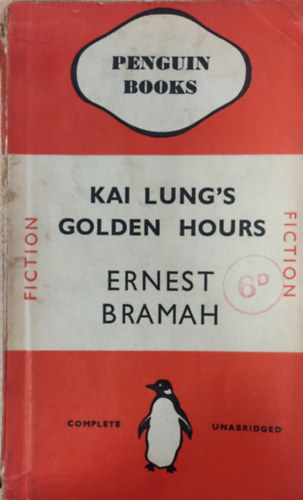 PENGUIN
BOOKS
KAI LUNG'S
GOLDEN HOURS
FICTION
FICTION
ERNEST
BRAMAH
6D
COMPLETE
UNABRIDGED